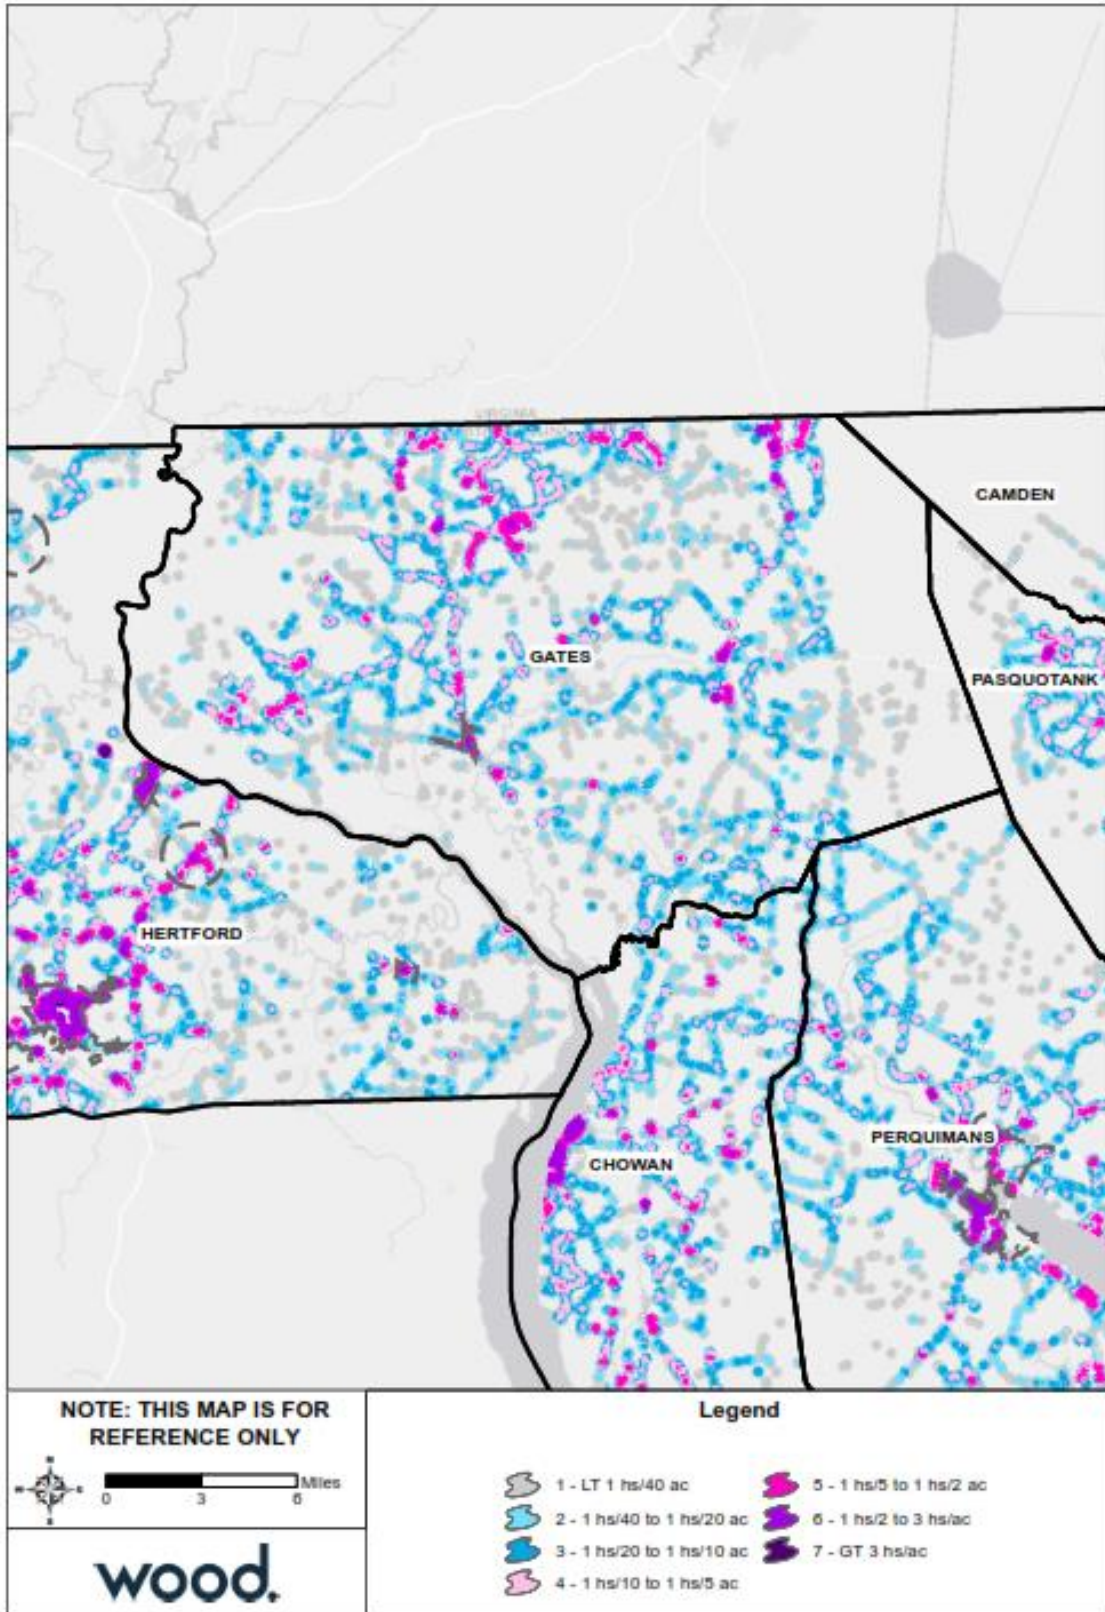 VIRGINIA
CAMDEN
GATES
PASQUOTANK
HERTFORD
PERQUIMANS
CHOWAN
NOTE: THIS MAP IS FOR
REFERENCE ONLY
N
S
Miles
0 3 6
wood.
Legend
1 - LT 1 hs/40 ac
2 - 1 hs/40 to 1 hs/20 ac
3 - 1 hs/20 to 1 hs/10 ac
4 - 1 hs/10 to 1 hs/5 ac
5 - 1 hs/5 to 1 hs/2 ac
6 - 1 hs/2 to 3 hs/ac
7 - GT 3 hs/ac